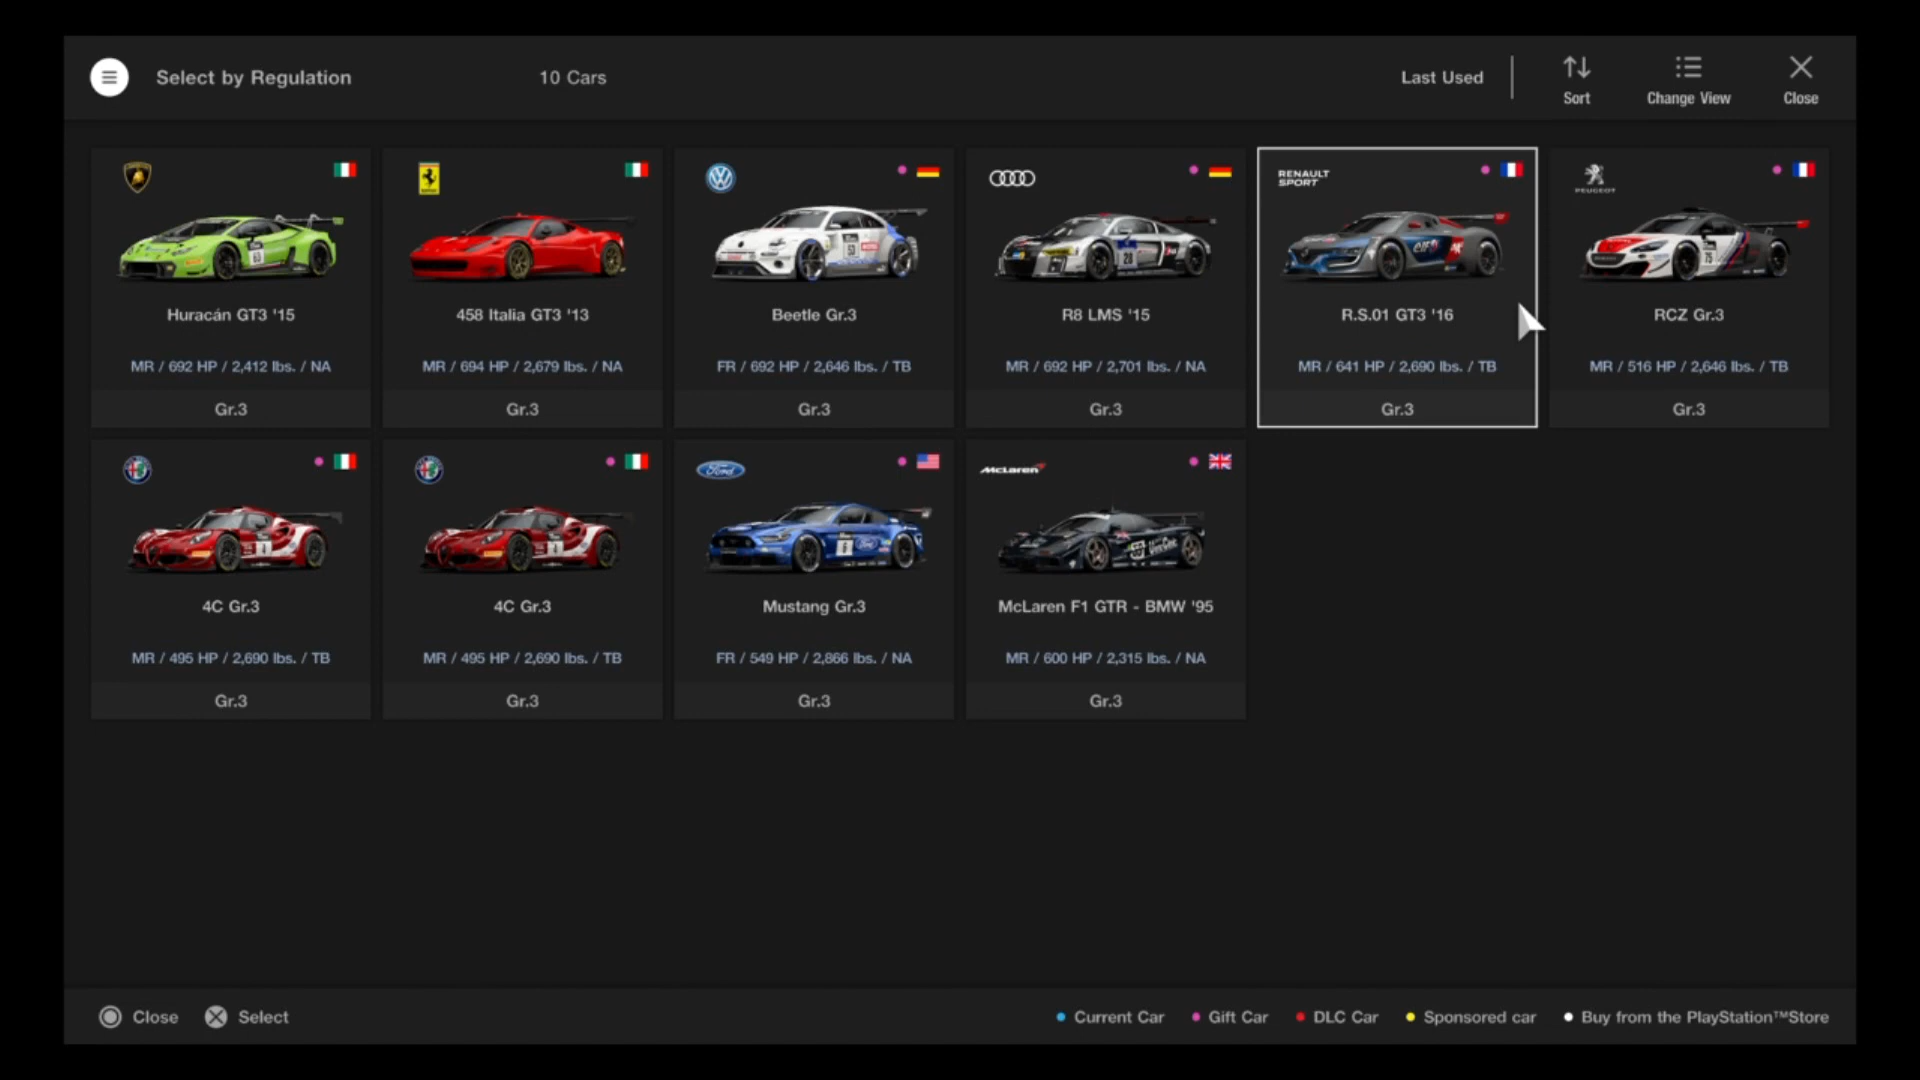 Select by Regulation
10 Cars
Last Used
Sort
Change View
Close
Huracán GT3 '15
MR / 692 HP / 2,412 lbs. / NA
Gr.3
458 Italia GT3 '13
MR / 694 HP / 2,679 lbs. / NA
Gr.3
Beetle Gr.3
FR / 692 HP / 2,646 lbs. / TB
Gr.3
R8 LMS '15
MR / 692 HP / 2,701 lbs. / NA
Gr.3
RENAULT
SPORT
R.S.01 GT3 '16
MR / 641 HP / 2,690 lbs. / TB
Gr.3
PEUGEOT
RCZ Gr.3
MR / 516 HP / 2,646 lbs. / TB
Gr.3
4C Gr.3
MR / 495 HP / 2,690 lbs. / TB
Gr.3
4C Gr.3
MR / 495 HP / 2,690 lbs. / TB
Gr.3
Ford
Mustang Gr.3
FR / 549 HP / 2,866 lbs. / NA
Gr.3
McLaren
McLaren F1 GTR - BMW '95
MR / 600 HP / 2,315 lbs. / NA
Gr.3
Close
Select
Current Car
Gift Car
DLC Car
Sponsored car
Buy from the PlayStation™Store